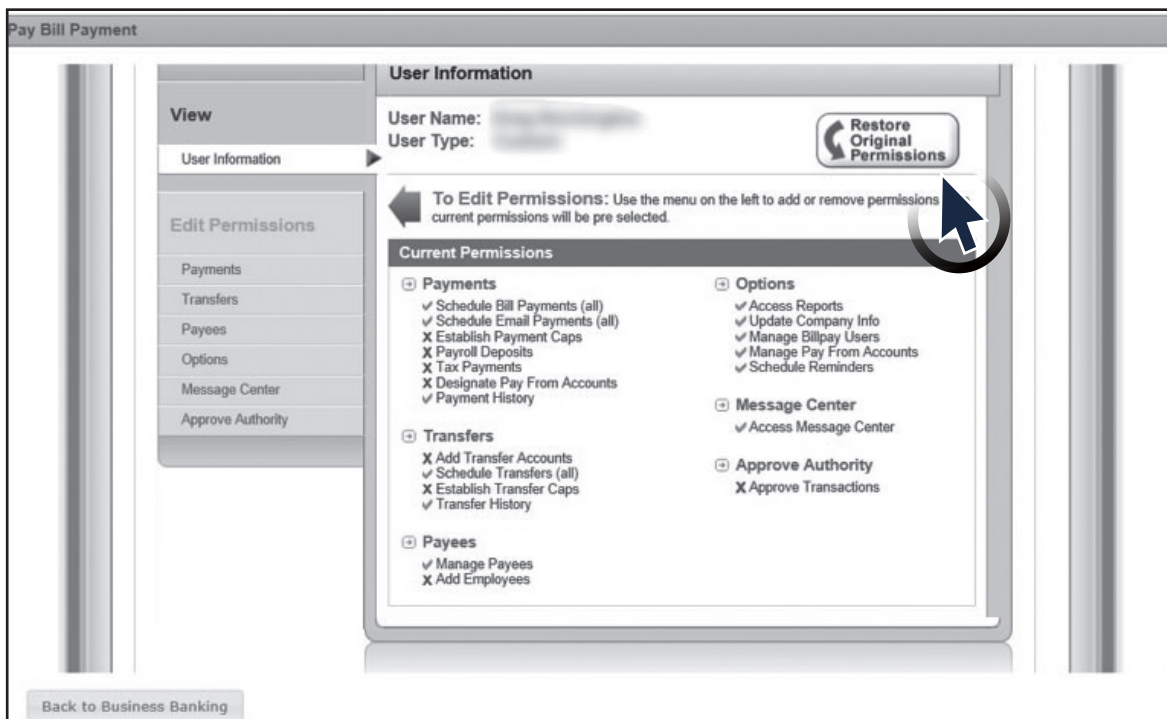 Pay Bill Payment
User Information
View
User Information
Edit Permissions
Payments
Transfers
Payees
Options
Message Center
Approve Authority
User Name:
User Type:
Restore
Original
Permissions
To Edit Permissions: Use the menu on the left to add or remove permissions
current permissions will be pre selected.
Current Permissions
Payments
✓ Schedule Bill Payments (all)
✓ Schedule Email Payments (all)
X Establish Payment Caps
X Payroll Deposits
X Tax Payments
X Designate Pay From Accounts
✓ Payment History
Transfers
X Add Transfer Accounts
✓ Schedule Transfers (all)
X Establish Transfer Caps
✓ Transfer History
Payees
✓ Manage Payees
X Add Employees
Options
✓ Access Reports
✓ Update Company Info
✓ Manage Billpay Users
✓ Manage Pay From Accounts
✓ Schedule Reminders
Message Center
✓ Access Message Center
Approve Authority
X Approve Transactions
Back to Business Banking